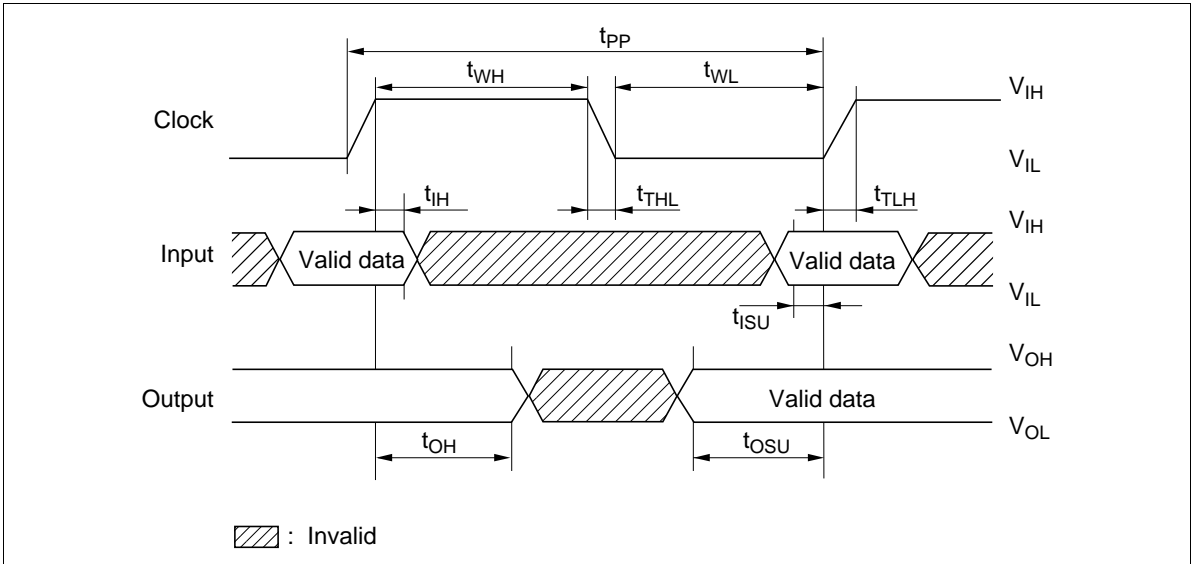 tPP
tWH
tWL
Clock
VIH
VIL
tIH
tTHL
tTLH
Input
Valid data
Valid data
VIH
VIL
tISU
Output
Valid data
VOH
VOL
tOH
tOSU
: Invalid